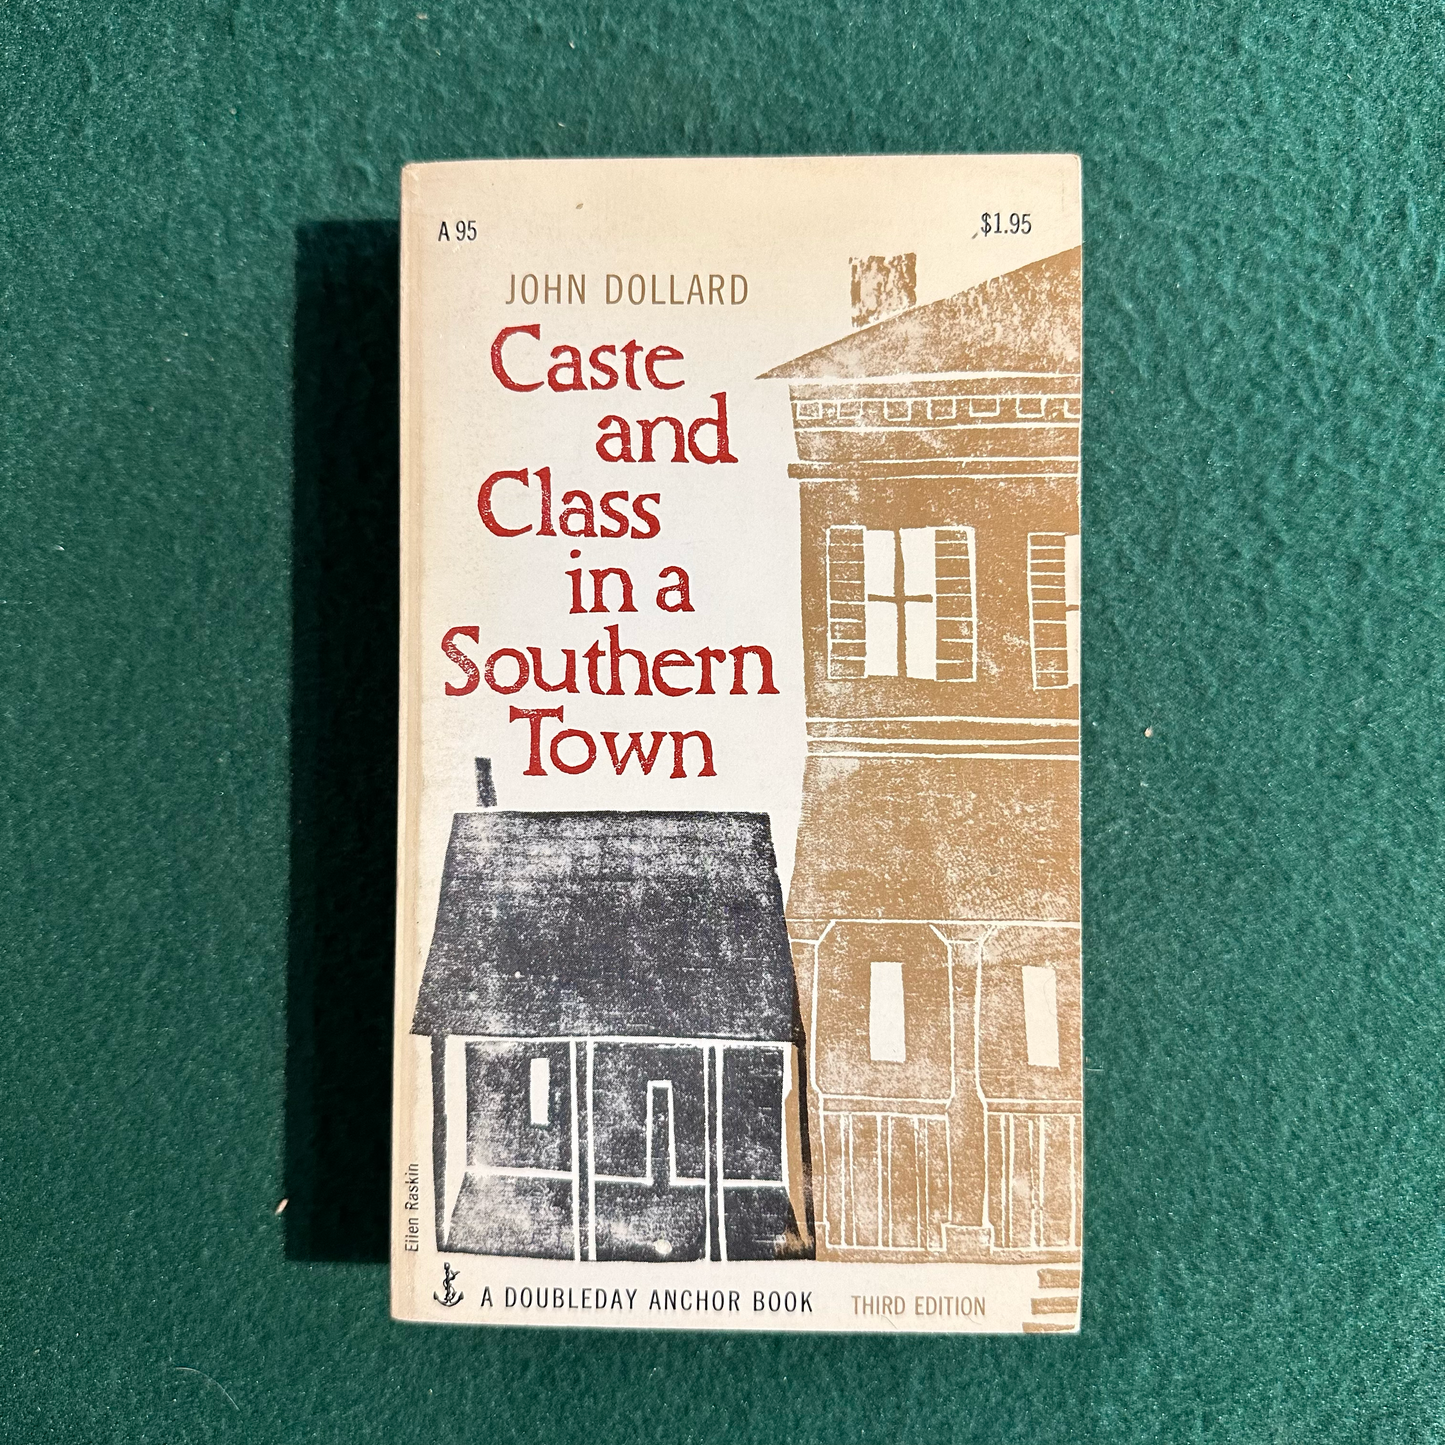 A 95
$1.95
JOHN DOLLARD
Caste
and
Class
in a
Southern
Town
Ellen Raskin
A DOUBLEDAY ANCHOR BOOK
THIRD EDITION